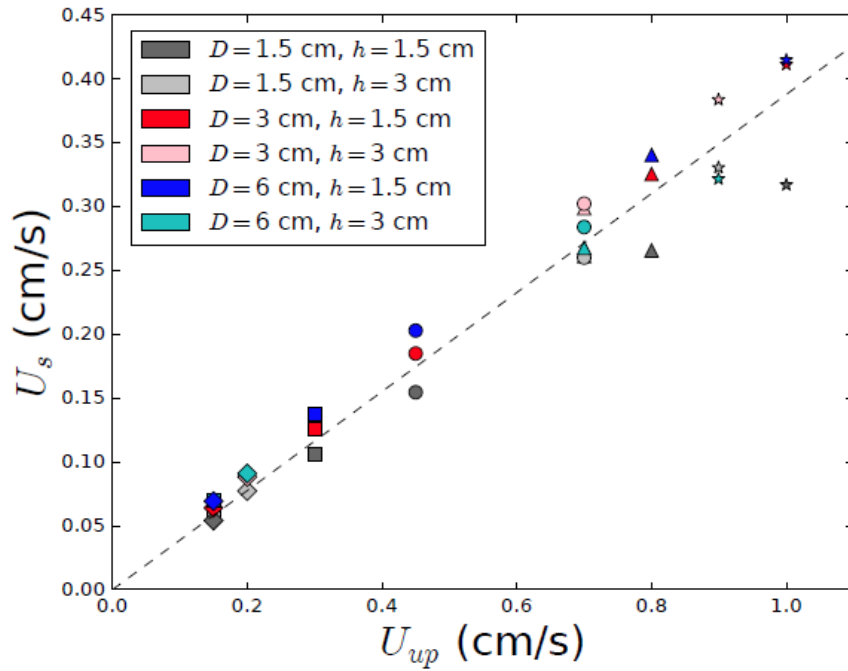 0.45
0.40
0.35
0.30
0.25
0.20
0.15
0.10
0.05
0.00
U_s (cm/s)
D = 1.5 cm, h = 1.5 cm
D = 1.5 cm, h = 3 cm
D = 3 cm, h = 1.5 cm
D = 3 cm, h = 3 cm
D = 6 cm, h = 1.5 cm
D = 6 cm, h = 3 cm
0.0 0.2 0.4 0.6 0.8 1.0
U_up (cm/s)